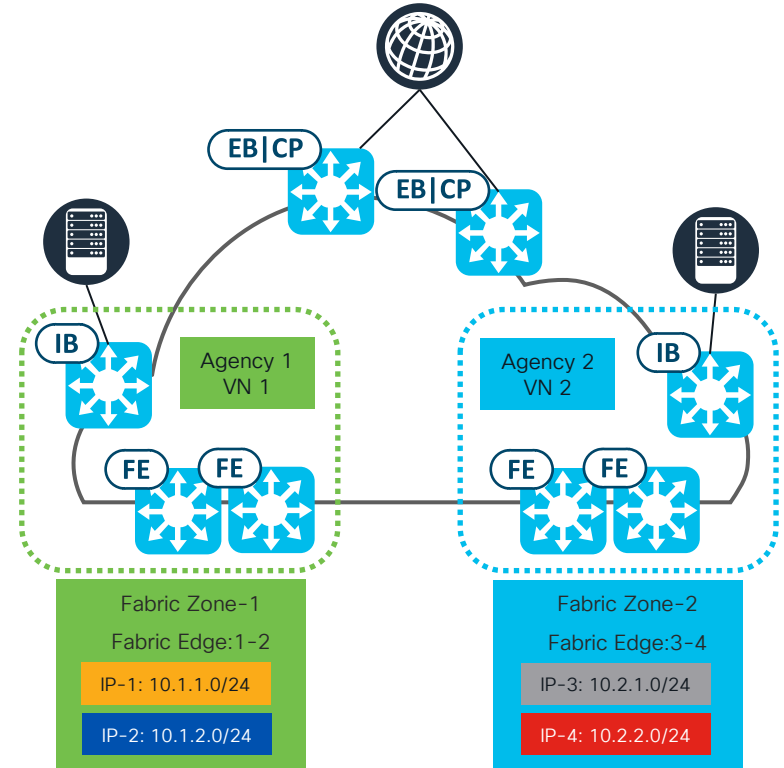 EB|CP
EB|CP
IB
Agency 1
VN 1
Agency 2
VN 2
IB
FE
FE
FE
FE
Fabric Zone-1
Fabric Edge:1-2
IP-1: 10.1.1.0/24
IP-2: 10.1.2.0/24
Fabric Zone-2
Fabric Edge:3-4
IP-3: 10.2.1.0/24
IP-4: 10.2.2.0/24